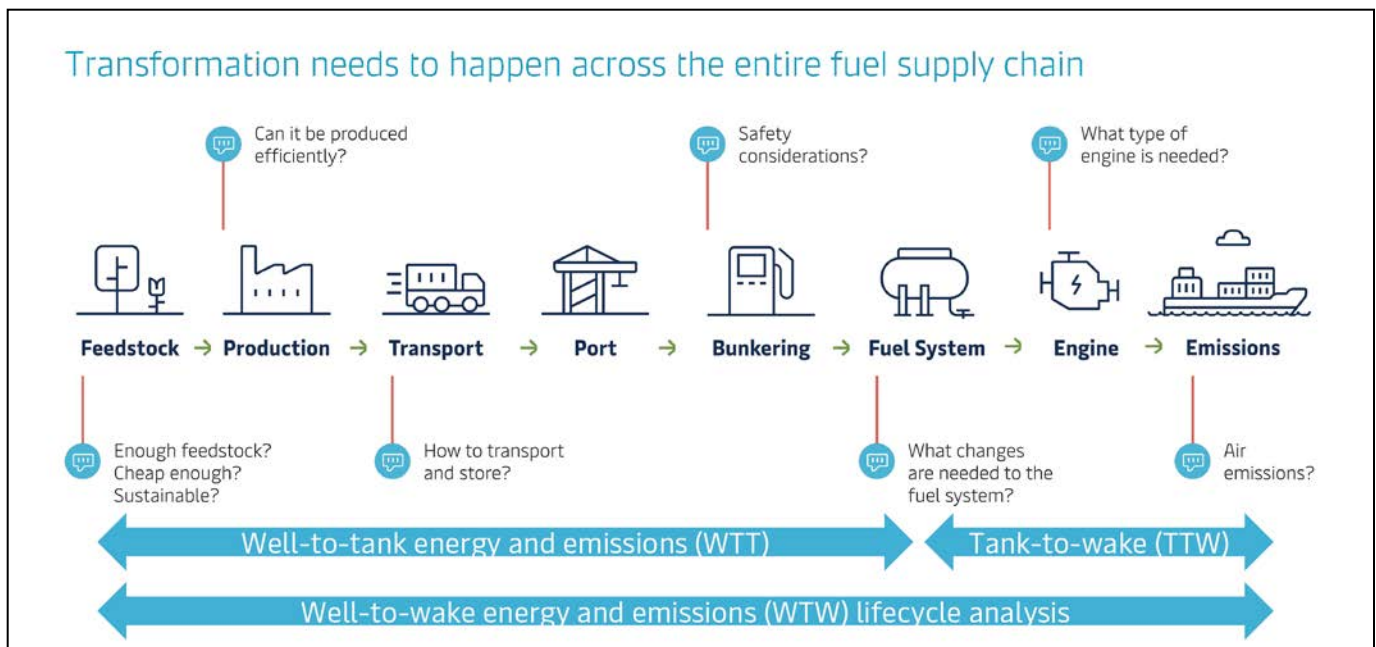 Transformation needs to happen across the entire fuel supply chain
Can it be produced
efficiently?
Safety
considerations?
What type of
engine is needed?
Feedstock → Production → Transport → Port → Bunkering → Fuel System → Engine → Emissions
Enough feedstock?
Cheap enough?
Sustainable?
How to transport
and store?
What changes
are needed to the
fuel system?
Air
emissions?
Well-to-tank energy and emissions (WTT)
Tank-to-wake (TTW)
Well-to-wake energy and emissions (WTW) lifecycle analysis